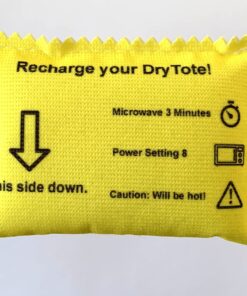 Recharge your DryTote!
Microwave 3 Minutes
Power Setting 8
his side down.
Caution: Will be hot!